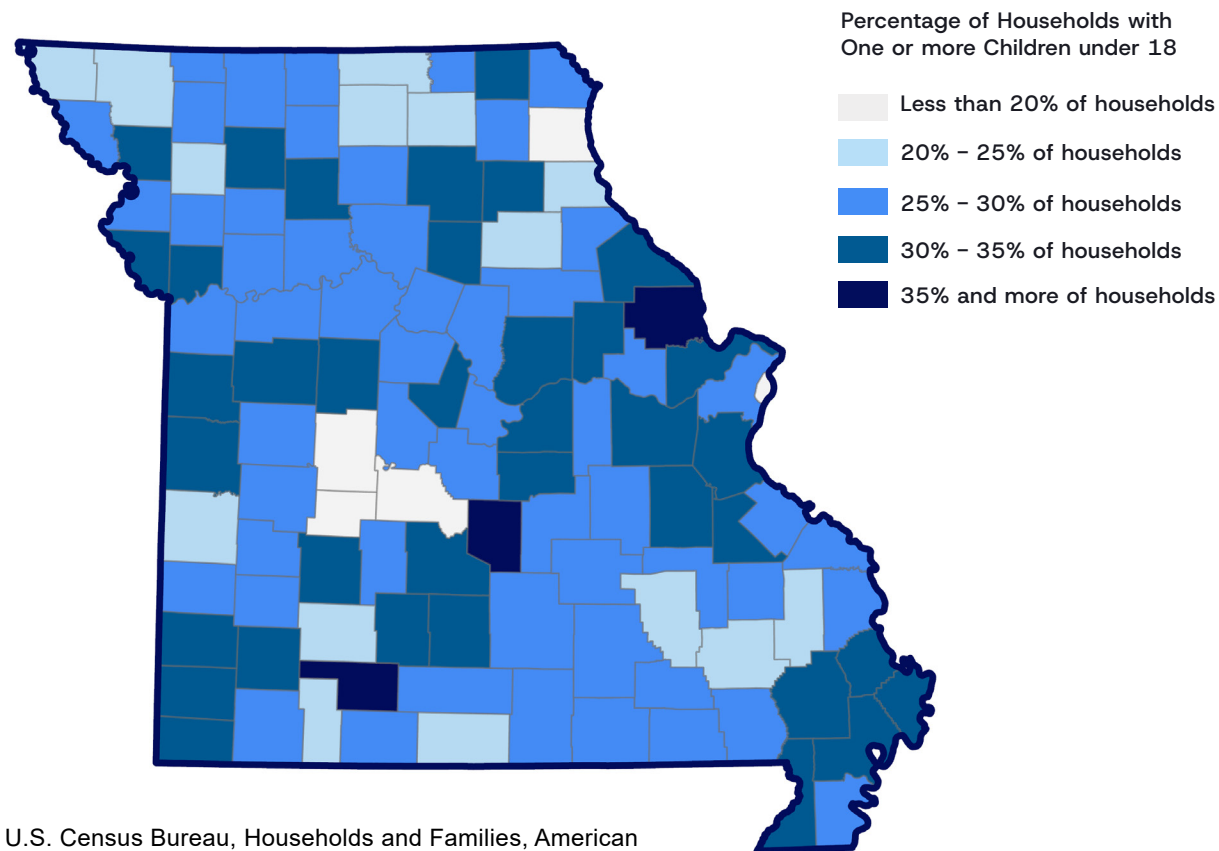 Percentage of Households with
One or more Children under 18
Less than 20% of households
20% – 25% of households
25% – 30% of households
30% – 35% of households
35% and more of households
U.S. Census Bureau, Households and Families, American